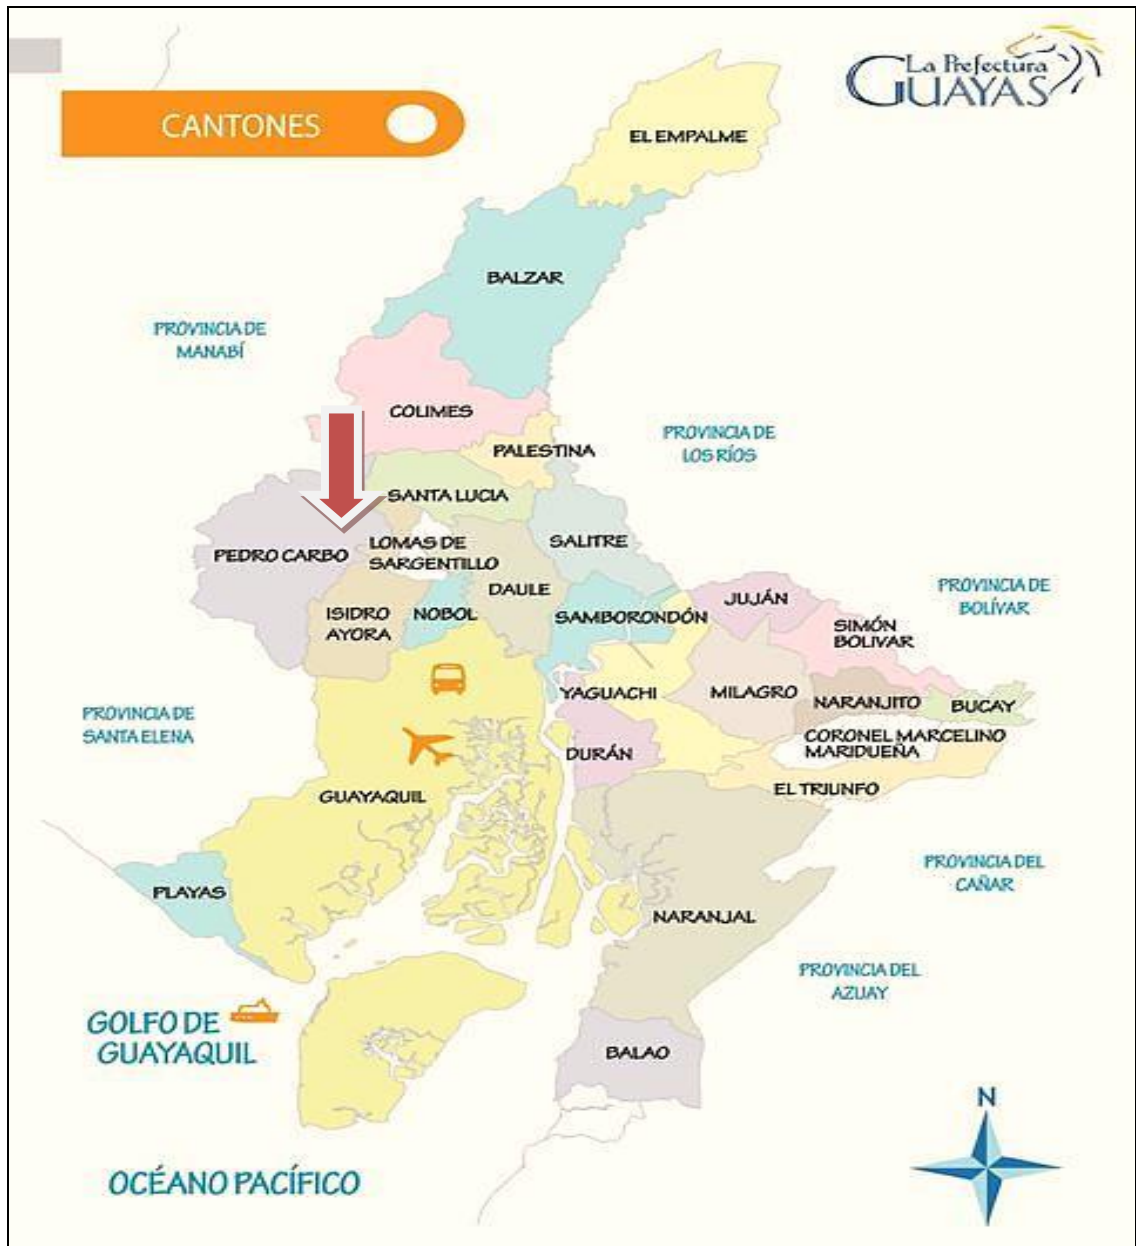 La Prefectura
GUAYAS
CANTONES
EL EMPALME
BALZAR
PROVINCIA DE
MANABÍ
COLIMES
PROVINCIA DE
LOS RÍOS
PALESTINA
SANTA LUCIA
PEDRO CARBO
LOMAS DE
SARGENTILLO
SALITRE
DAULE
ISIDRO
AYORA
NOBOL
SAMBORONDÓN
JUJÁN
PROVINCIA DE
BOLÍVAR
SIMÓN
BOLIVAR
YAGUACHI
MILAGRO
NARANJITO
BUCAY
PROVINCIA DE
SANTA ELENA
CORONEL MARCELINO
MARIDUEÑA
DURÁN
EL TRIUNFO
GUAYAQUIL
PROVINCIA DEL
CAÑAR
PLAYAS
NARANJAL
PROVINCIA DEL
AZUAY
GOLFO DE
GUAYAQUIL
BALAO
N
OCÉANO PACÍFICO